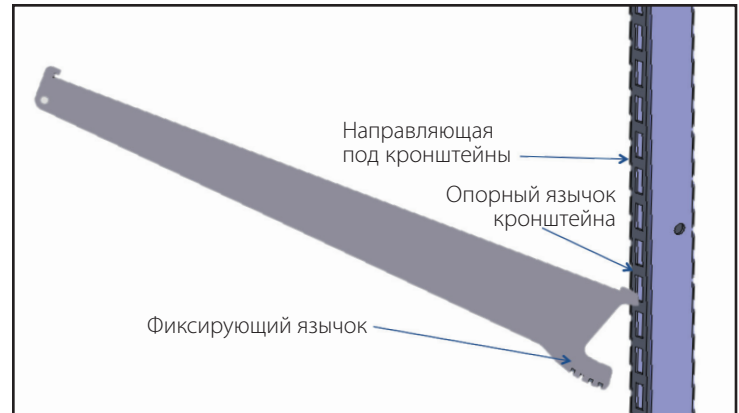 Направляющая
под кронштейны
Опорный язычок
кронштейна
Фиксирующий язычок